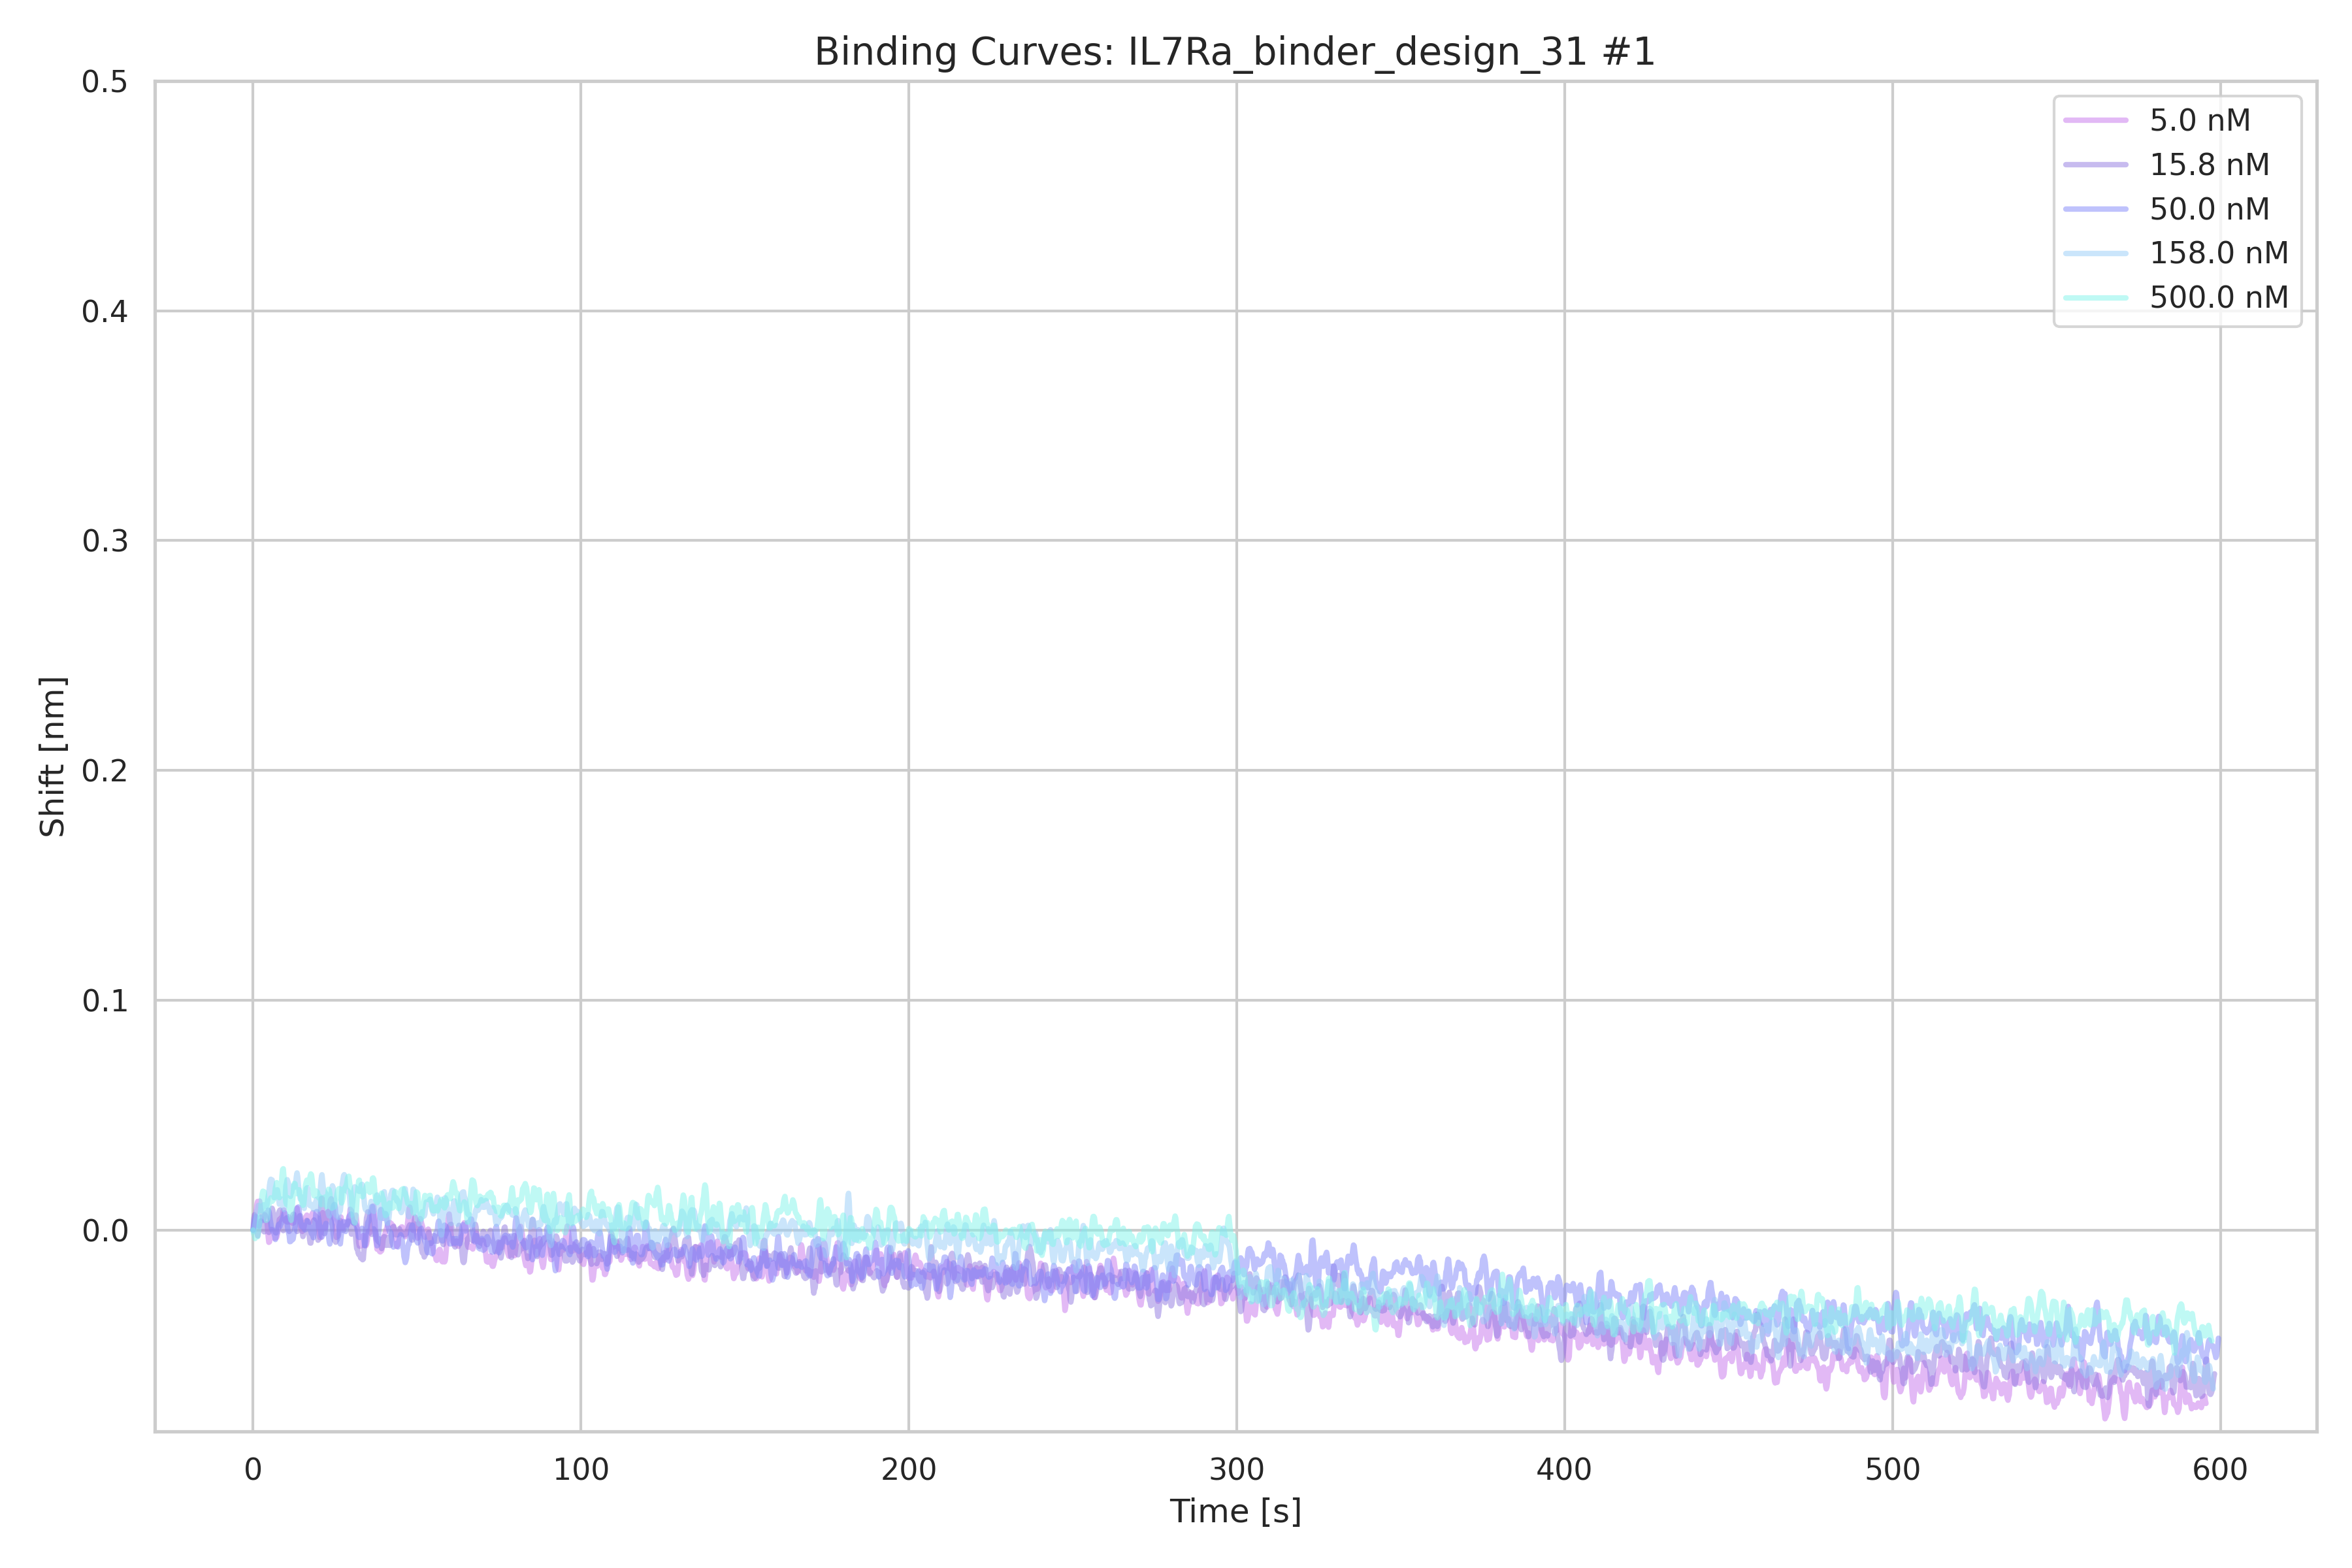 Binding Curves: IL7Ra_binder_design_31 #1
0.5
0.4
0.3
0.2
0.1
0.0
Shift [nm]
5.0 nM
15.8 nM
50.0 nM
158.0 nM
500.0 nM
0 100 200 300 400 500 600
Time [s]